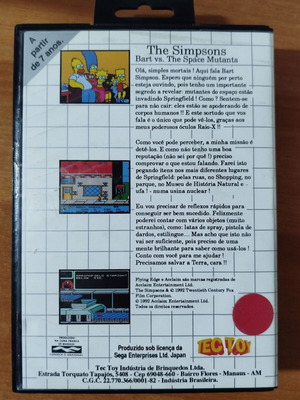 A partir
de 7 anos.
The Simpsons
Bart vs. The Space Mutants
Olá, simples mortais ! Aqui fala Bart
Simpson. Espero que ninguém por perto
esteja ouvindo, pois tenho um importante
segredo a revelar: mutantes do espaço estão
invadindo Springfield ! Como ? Sentem-se
para não cair: eles estão se apoderando de
corpos humanos !! E este sortudo que vos
fala é o único que pode vê-los, graças aos
meus poderosos óculos Raio-X !!
Como você pode perceber, a minha missão é
detê-los. E como não tenho uma boa
reputação (não sei por quê !) preciso
comprovar o que estou falando. Farei isto
pegando itens nos mais diferentes lugares
de Springfield: pelas ruas, no Shopping, no
parque, no Museu de História Natural e -
ufa ! - numa usina nuclear !
Eu vou precisar de reflexos rápidos para
conseguir ser bem sucedido. Felizmente
poderei contar com vários objetos (muito
estranhos), como: latas de spray, pistola de
dardos, estilingue... Mas acho que isto não
vai ser suficiente, pois preciso de uma
mente brilhante para saber como usá-los !
Conto com você para me ajudar !
Precisamos salvar a Terra, cara !!
Flying Edge e Acclaim são marcas registradas de
Acclaim Entertainment Ltd.
The Simpsons & © 1992 Twentieth Century Fox
Film Corporation.
© 1992 Acclaim Entertainment Ltd.
Todos os direitos reservados.
PRODUZIDO
NA ZONA FRANCA
DE MANAUS
Produzido sob licença da
Sega Enterprises Ltd. Japan
TEC TOY
Tec Toy Indústria de Brinquedos Ltda.
Estrada Torquato Tapajós, 5408 - Cep 69048-660 - Bairro Flores - Manaus - AM
C.G.C. 22.770.366/0001-82 - Indústria Brasileira.